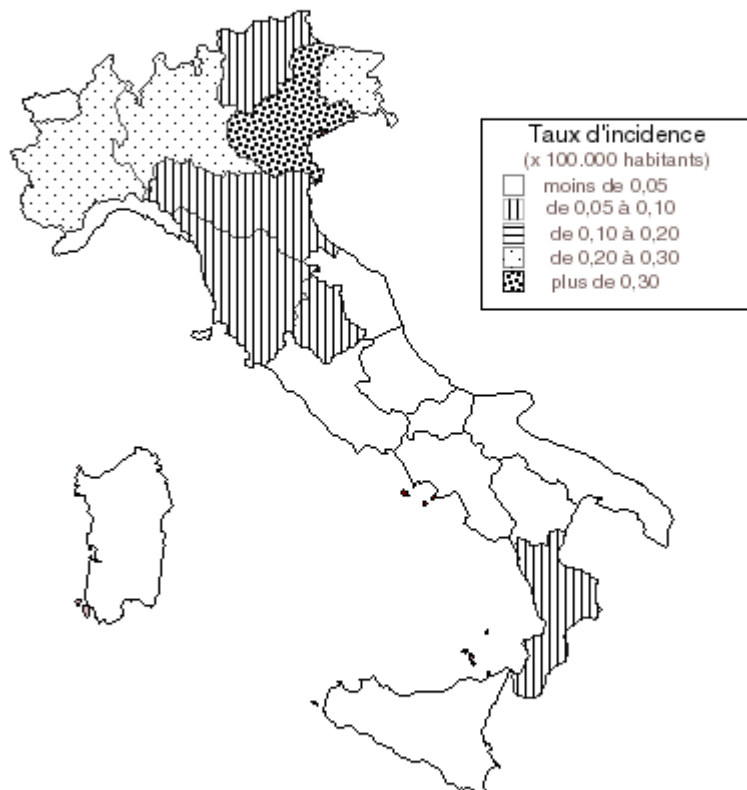 Taux d'incidence
(x 100.000 habitants)
moins de 0,05
de 0,05 à 0,10
de 0,10 à 0,20
de 0,20 à 0,30
plus de 0,30